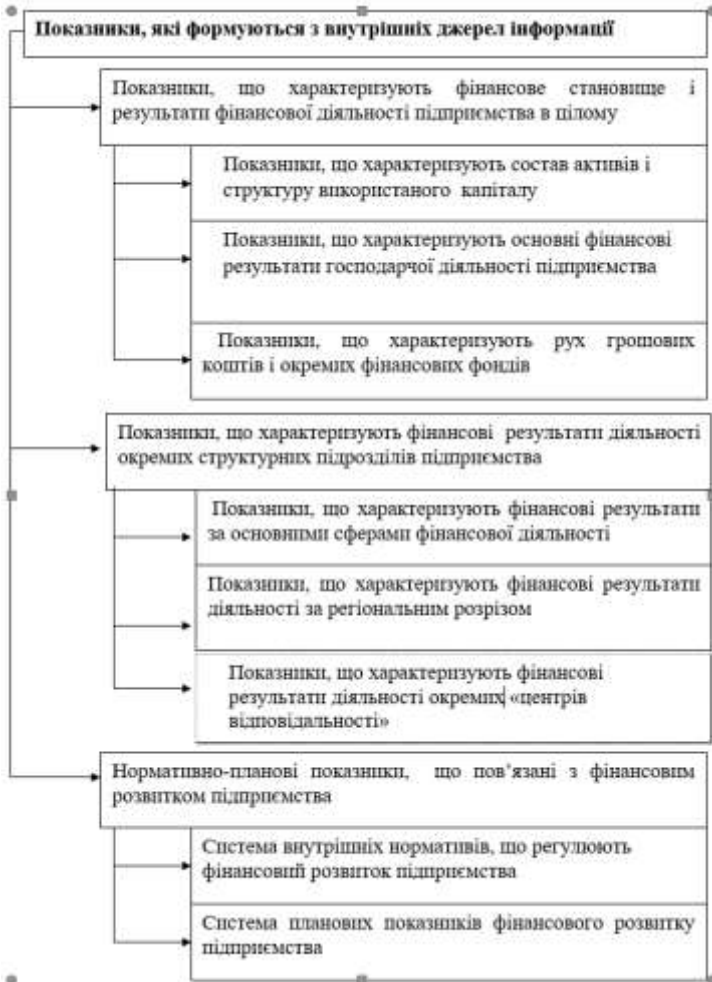 Показники, які формуються з внутрішніх джерел інформації
Показники, що характеризують фінансове становище і
результати фінансової діяльності підприємства в цілому
Показники, що характеризують состав активів і
структуру використаного капіталу
Показники, що характеризують основні фінансові
результати господарчої діяльності підприємства
Показники, що характеризують рух грошових
коштів і окремих фінансових фондів
Показники, що характеризують фінансові результати діяльності
окремих структурних підрозділів підприємства
Показники, що характеризують фінансові результати
за основними сферами фінансової діяльності
Показники, що характеризують фінансові результати
діяльності за регіональним розрізом
Показники, що характеризують фінансові
результати діяльності окремих «центрів
відповідальності»
Нормативно-планові показники, що пов’язані з фінансовим
розвитком підприємства
Система внутрішніх нормативів, що регулюють
фінансовий розвиток підприємства
Система планових показників фінансового розвитку
підприємства